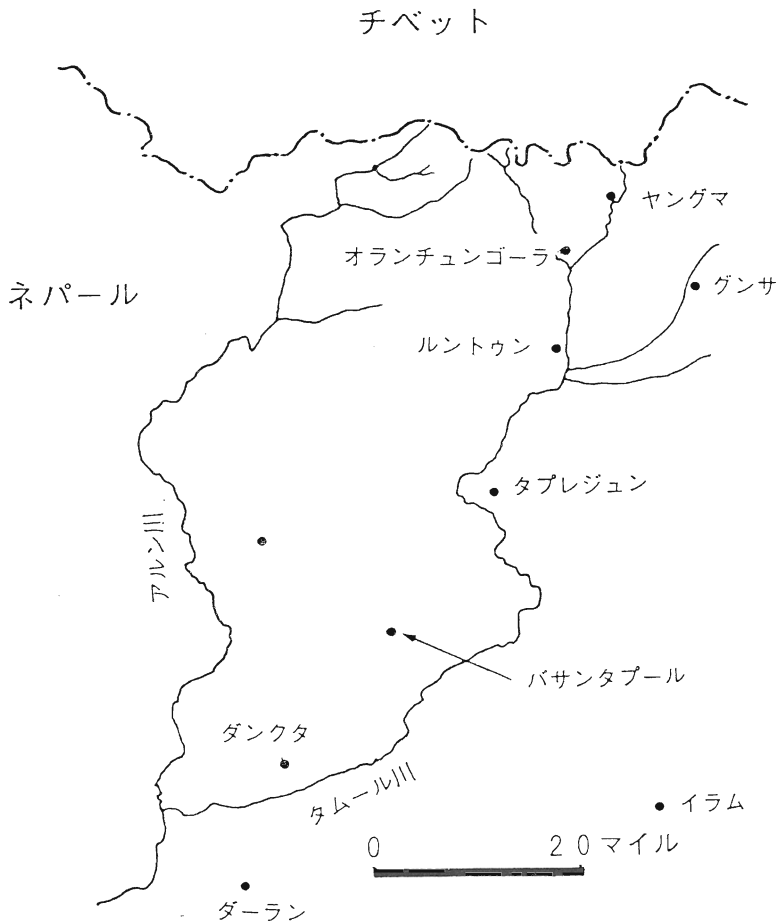 チベット
ヤングマ
オランチュンゴーラ
グンサ
ネパール
ルントゥン
タプレジュン
アルン川
バサンタプール
ダンクタ
タムール川
イラム
0 20マイル
ダーラン